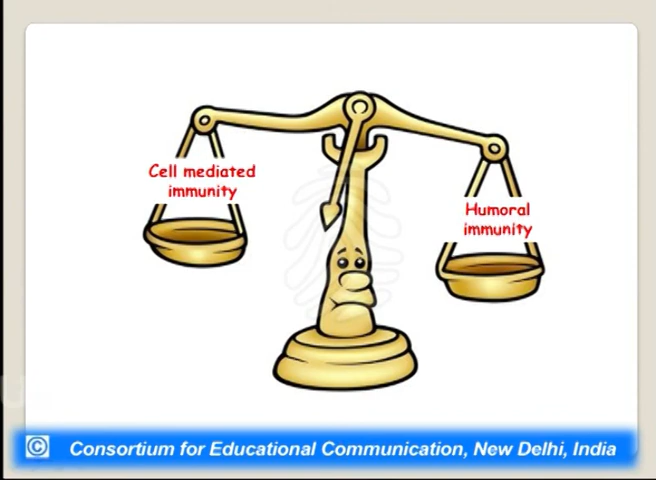 Cell mediated
immunity
Humoral
immunity
© Consortium for Educational Communication, New Delhi, India